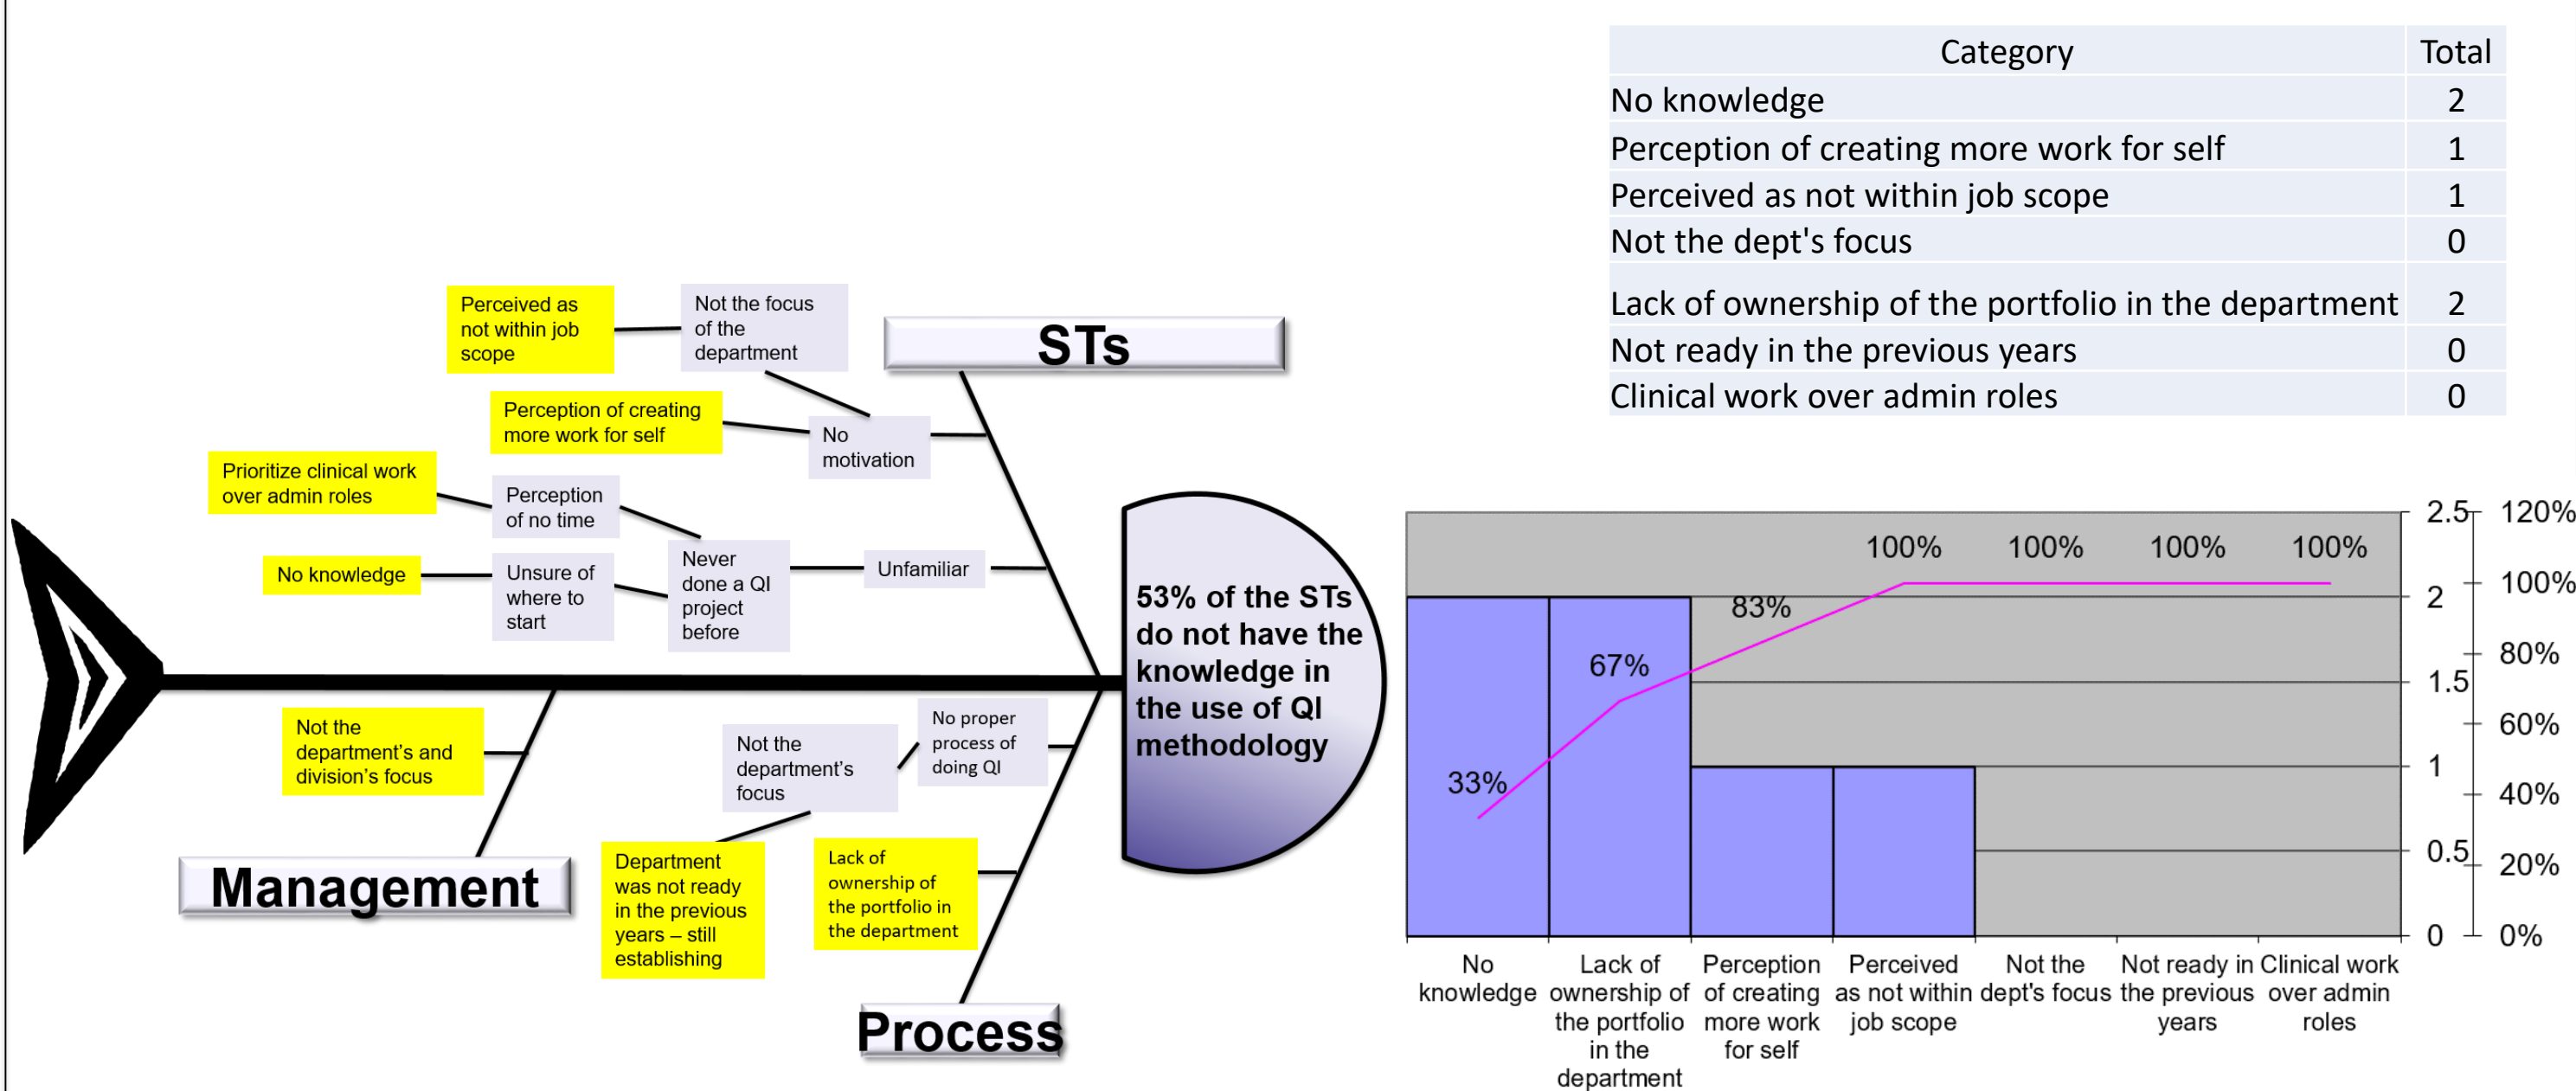 Category Total
No knowledge 2
Perception of creating more work for self 1
Perceived as not within job scope 1
Not the dept's focus 0
Lack of ownership of the portfolio in the department 2
Not ready in the previous years 0
Clinical work over admin roles 0
STs
Perceived as
not within job
scope
Not the focus
of the
department
Perception of creating
more work for self
No
motivation
Prioritize clinical work
over admin roles
Perception
of no time
No knowledge
Unsure of
where to
start
Never
done a QI
project
before
Unfamiliar
53% of the STs
do not have the
knowledge in
the use of QI
methodology
Not the
department’s and
division’s focus
Management
Not the
department’s
focus
No proper
process of
doing QI
Department
was not ready
in the previous
years – still
establishing
Lack of
ownership of
the portfolio in
the department
Process
33%
67%
83%
100%
100%
100%
100%
2.5
2
1.5
1
0.5
0
120%
100%
80%
60%
40%
20%
0%
No
knowledge
Lack of
ownership of
the portfolio
in the
department
Perception
of creating
more work
for self
Perceived
as not within
job scope
Not the
dept's focus
Not ready in
the previous
years
Clinical work
over admin
roles